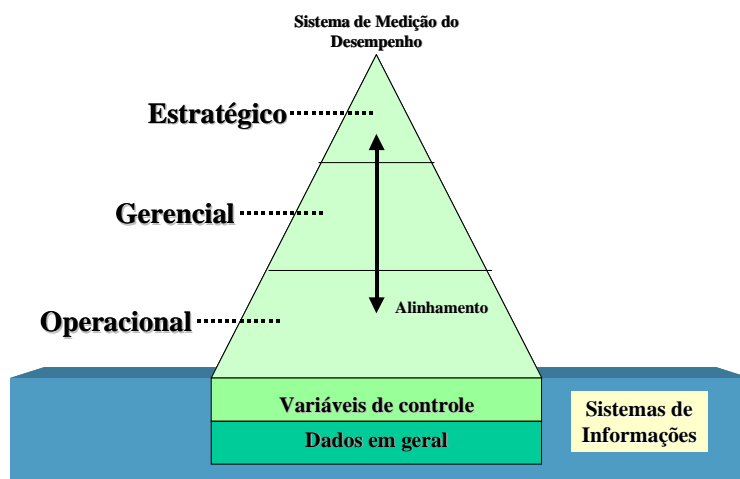 Sistema de Medição do
Desempenho
Estratégico
Gerencial
Operacional
Alinhamento
Variáveis de controle
Dados em geral
Sistemas de
Informações